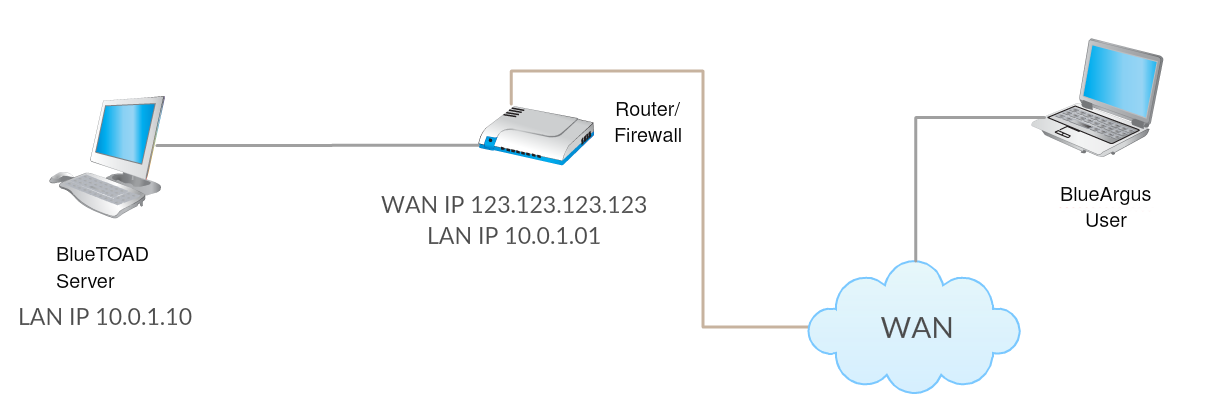 BlueTOAD
Server
LAN IP 10.0.1.10
Router/
Firewall
WAN IP 123.123.123.123
LAN IP 10.0.1.01
WAN
BlueArgus
User